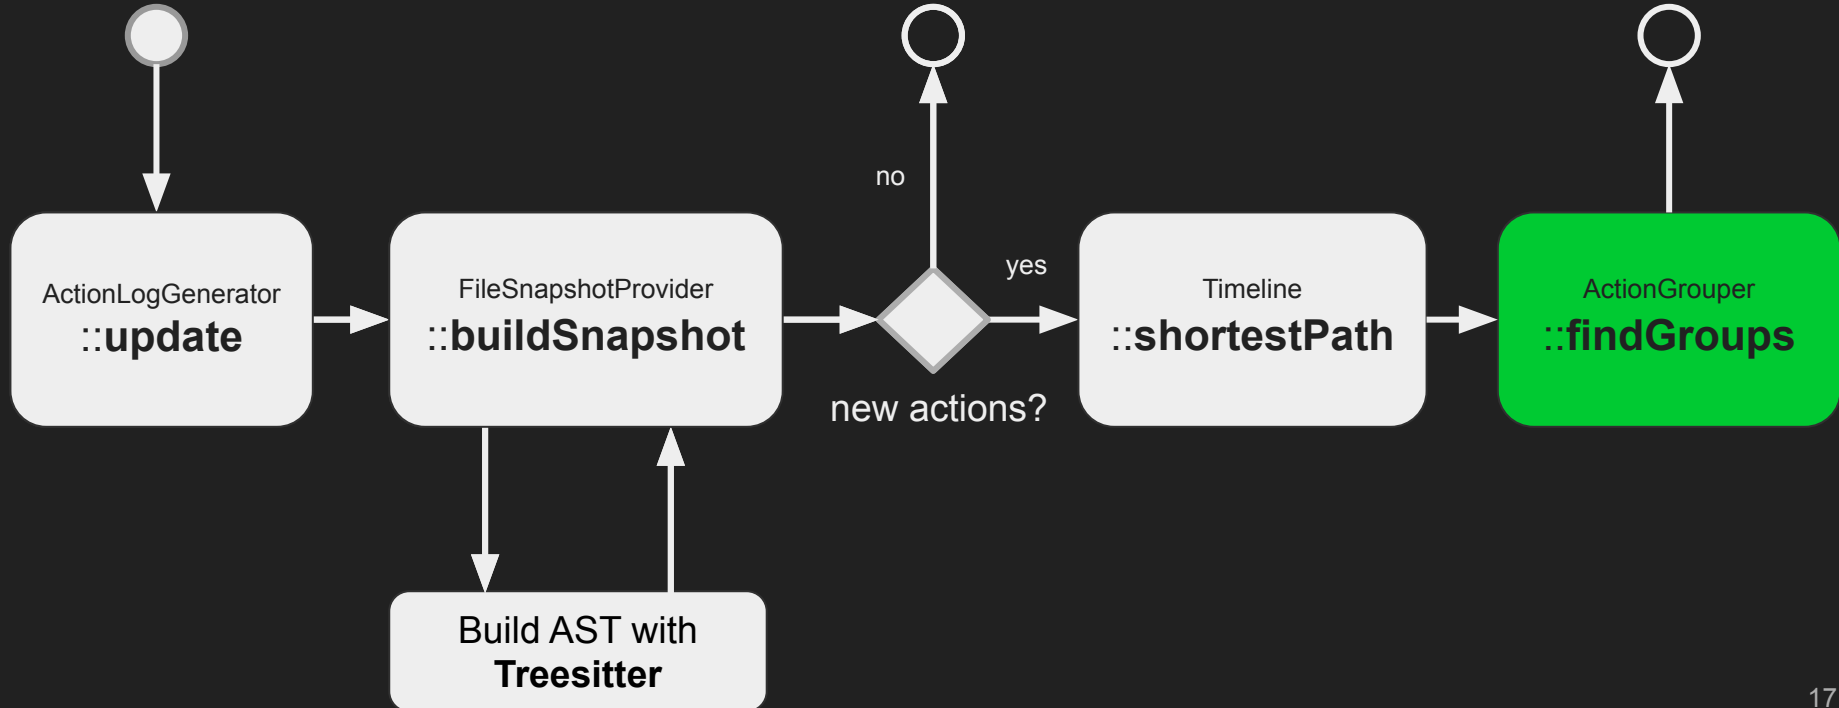 no
yes
ActionLogGenerator
::update
FileSnapshotProvider
::buildSnapshot
new actions?
Timeline
::shortestPath
ActionGrouper
::findGroups
Build AST with
Treesitter
17